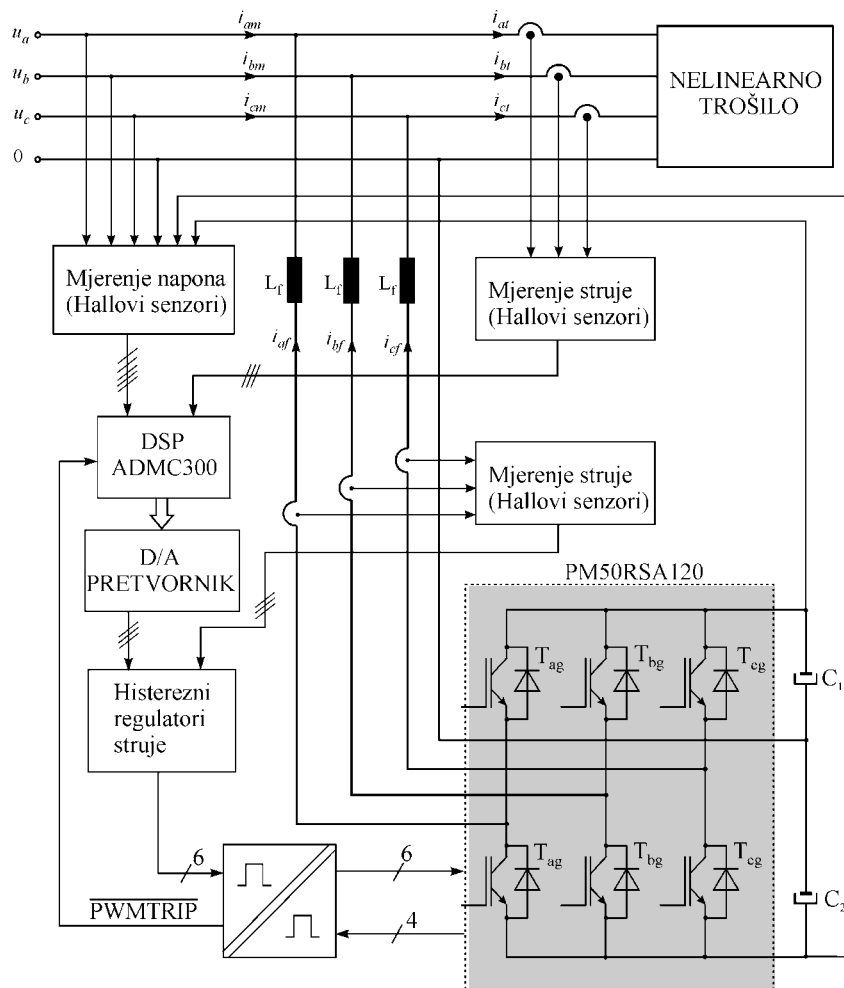 u_a
i_am
i_at
u_b
i_bm
i_bt
u_c
i_cm
i_ct
0
NELINEARNO
TROŠILO
Mjerenje napona
(Hallovi senzori)
L_f
L_f
L_f
Mjerenje struje
(Hallovi senzori)
i_af
i_bf
i_cf
DSP
ADMC300
Mjerenje struje
(Hallovi senzori)
D/A
PRETVORNIK
PM50RSA120
Histerezni
regulatori
struje
T_ag
T_bg
T_cg
C_1
6
6
PWMTRIP
4
T_ag
T_bg
T_cg
C_2